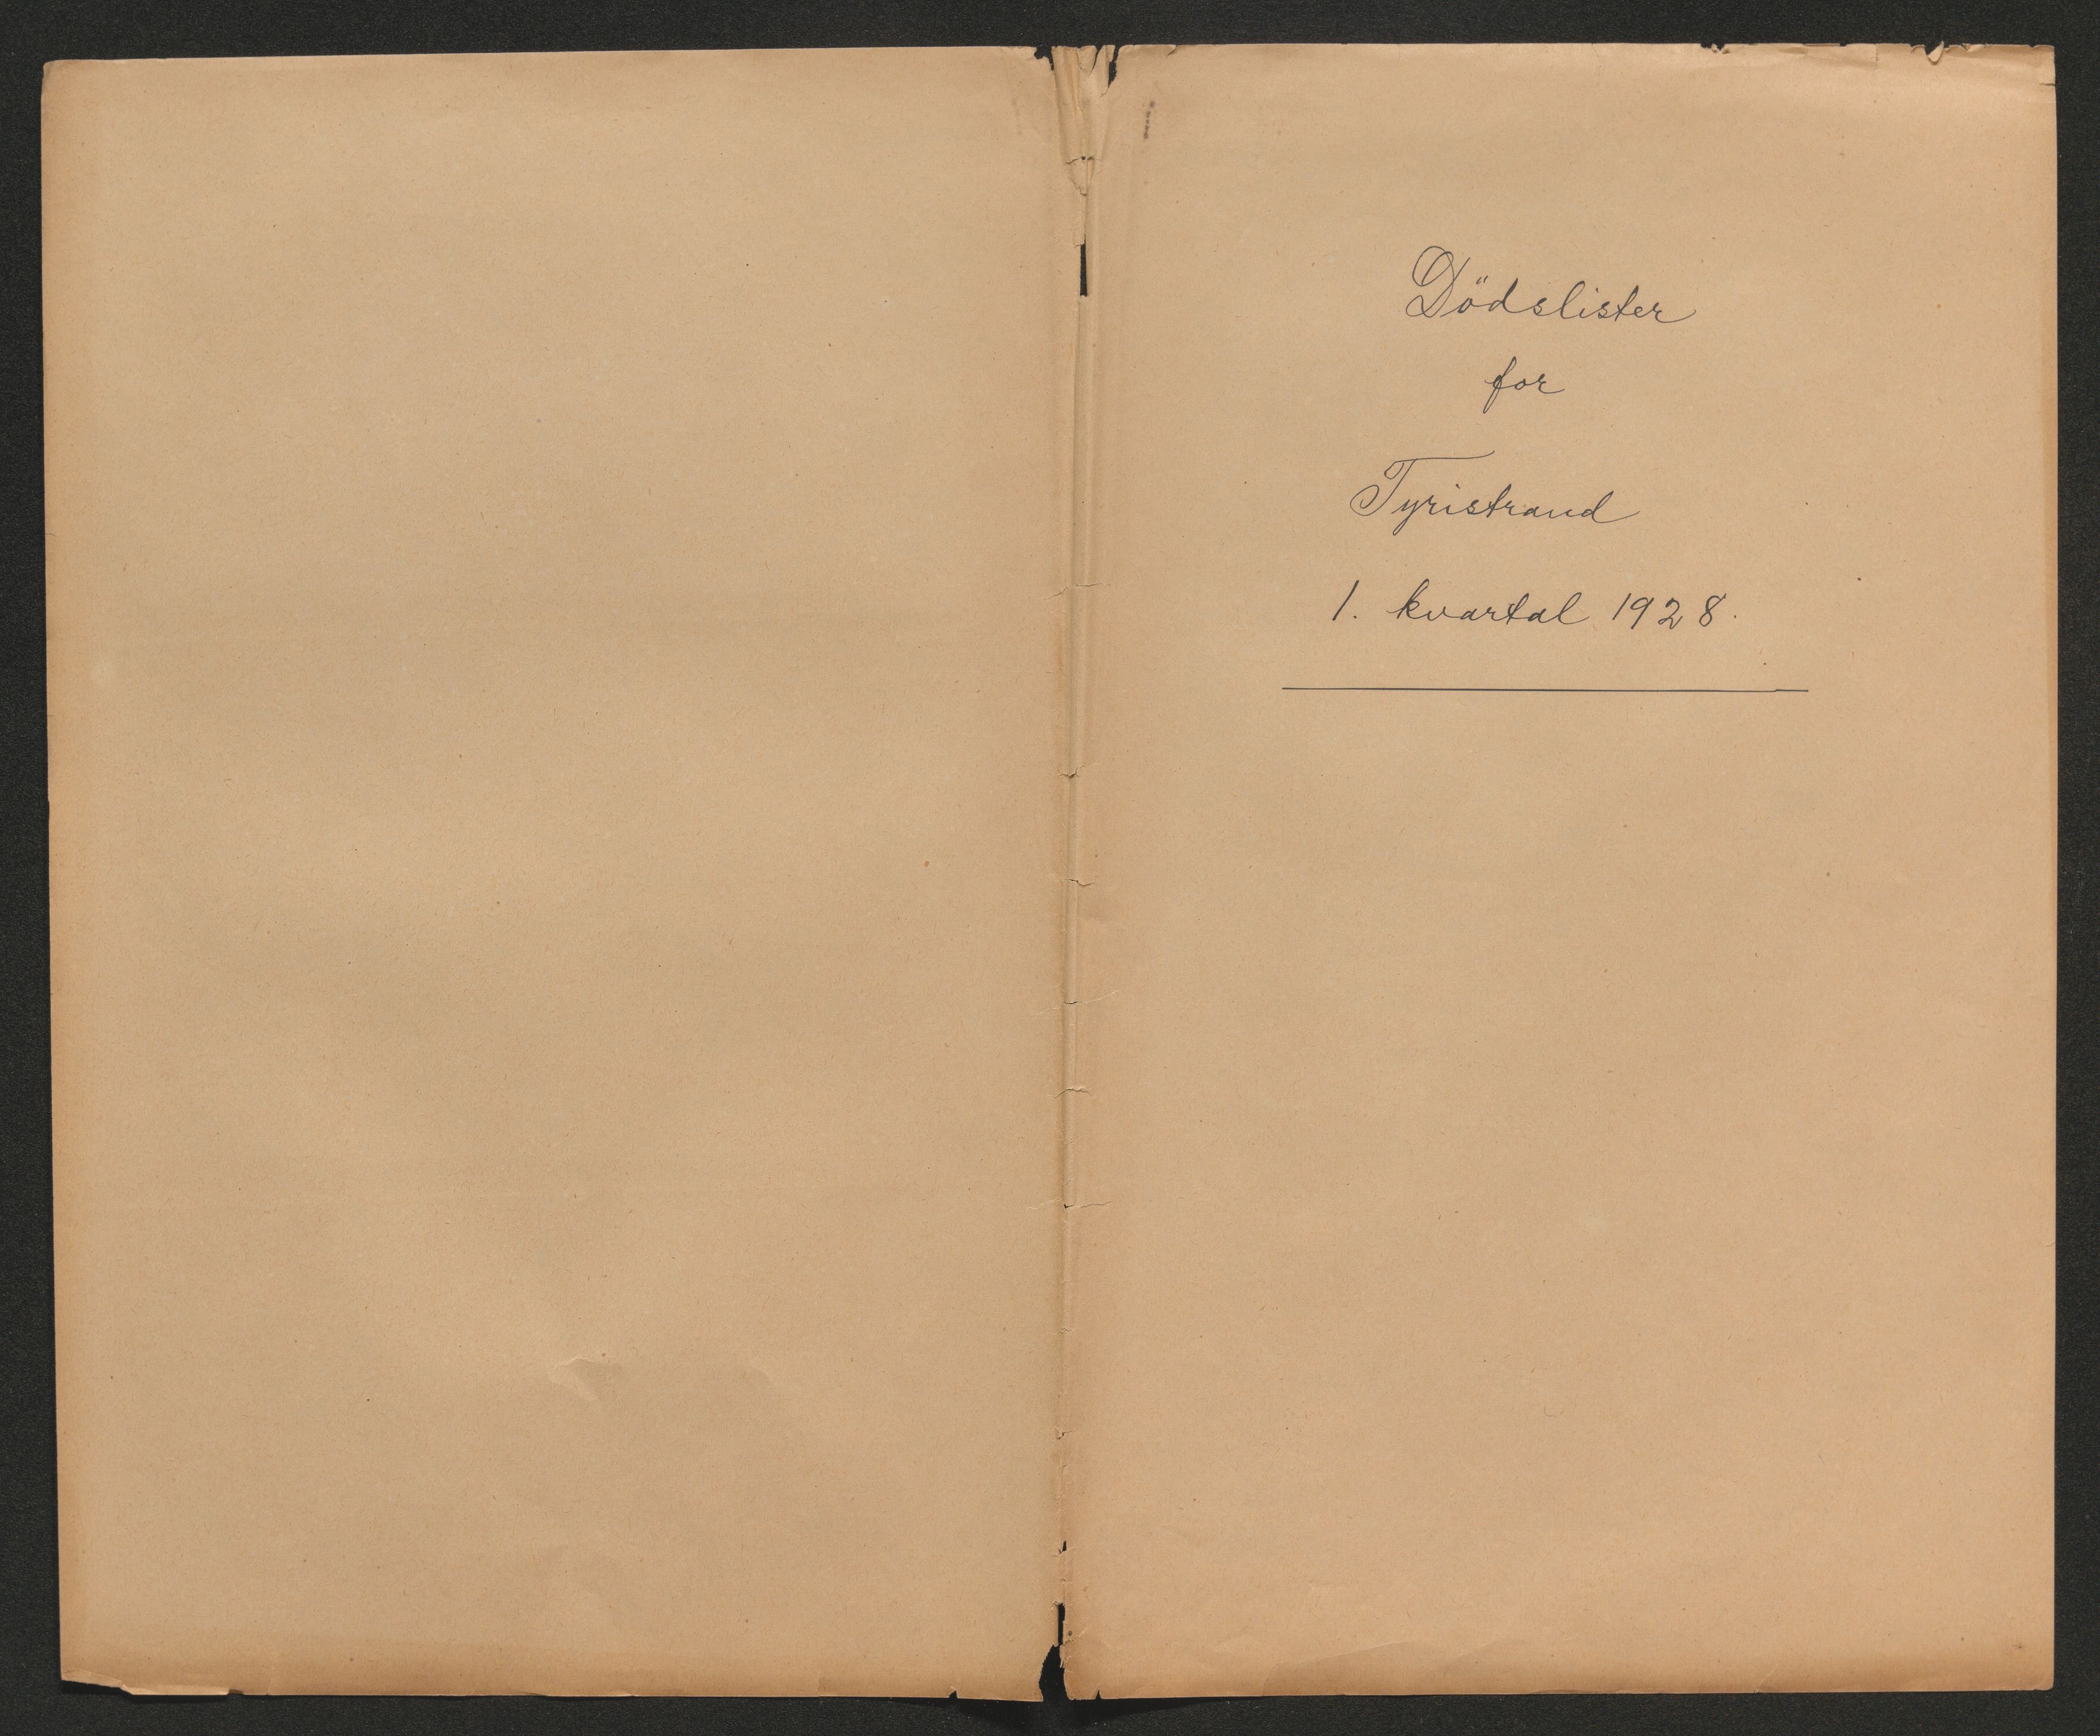 Dödslister
for
Tyristrand
1. kvartal 1928.